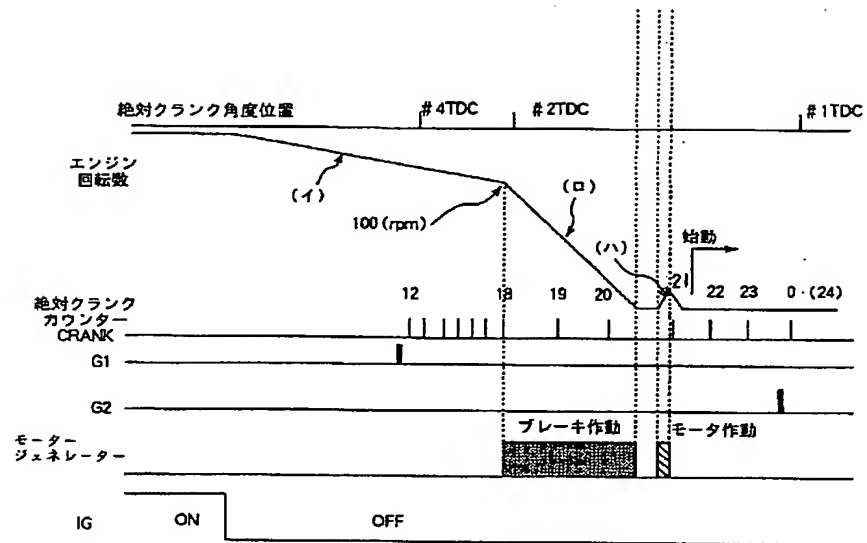 絶対クランク角度位置
#4TDC
#2TDC
#1TDC
エンジン
回転数
(イ)
(ロ)
100(rpm)
(ハ)
始動
絶対クランク
カウンター
12
18
19
20
21
22
23
0・(24)
CRANK
G1
G2
ブレーキ作動
モータ作動
モーター
ジェネレーター
IG
ON
OFF